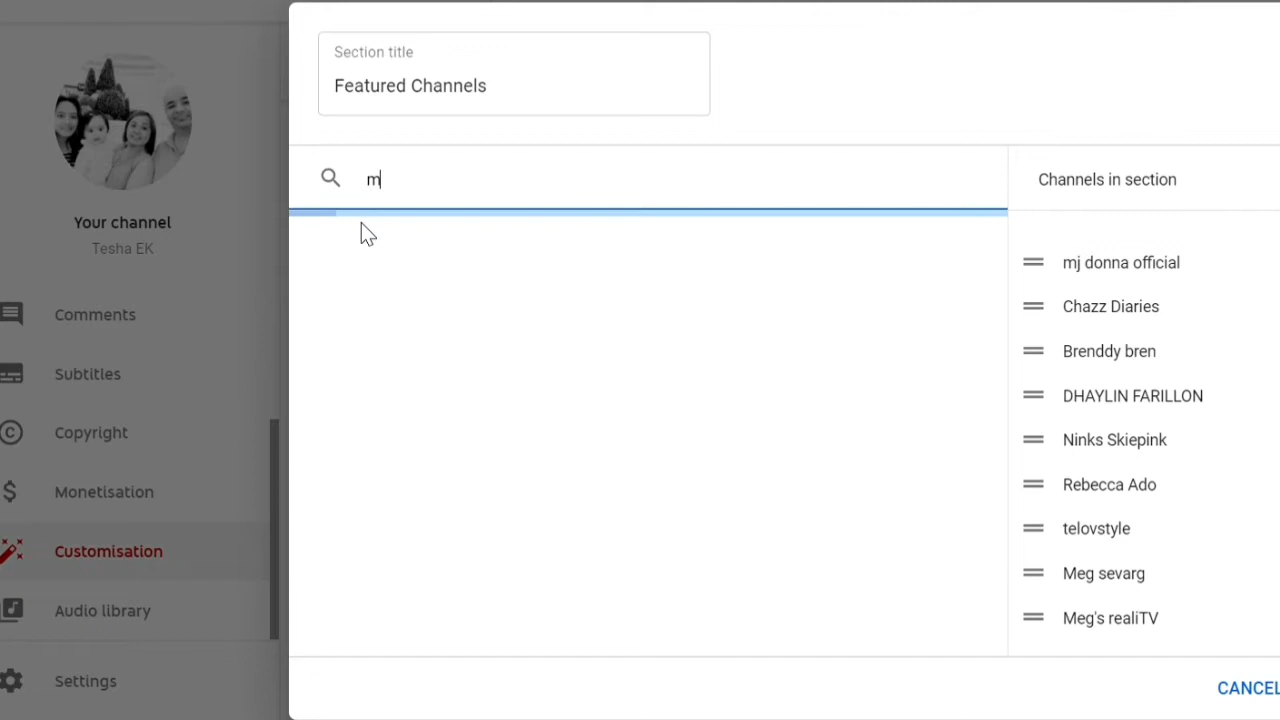 Section title
Featured Channels
m
Channels in section
mj donna official
Chazz Diaries
Brenddy bren
DHAYLIN FARILLON
Ninks Skiepink
Rebecca Ado
telovstyle
Meg sevarg
Meg's realiTV
CANCEL
Your channel
Tesha EK
Comments
Subtitles
Copyright
Monetisation
Customisation
Audio library
Settings